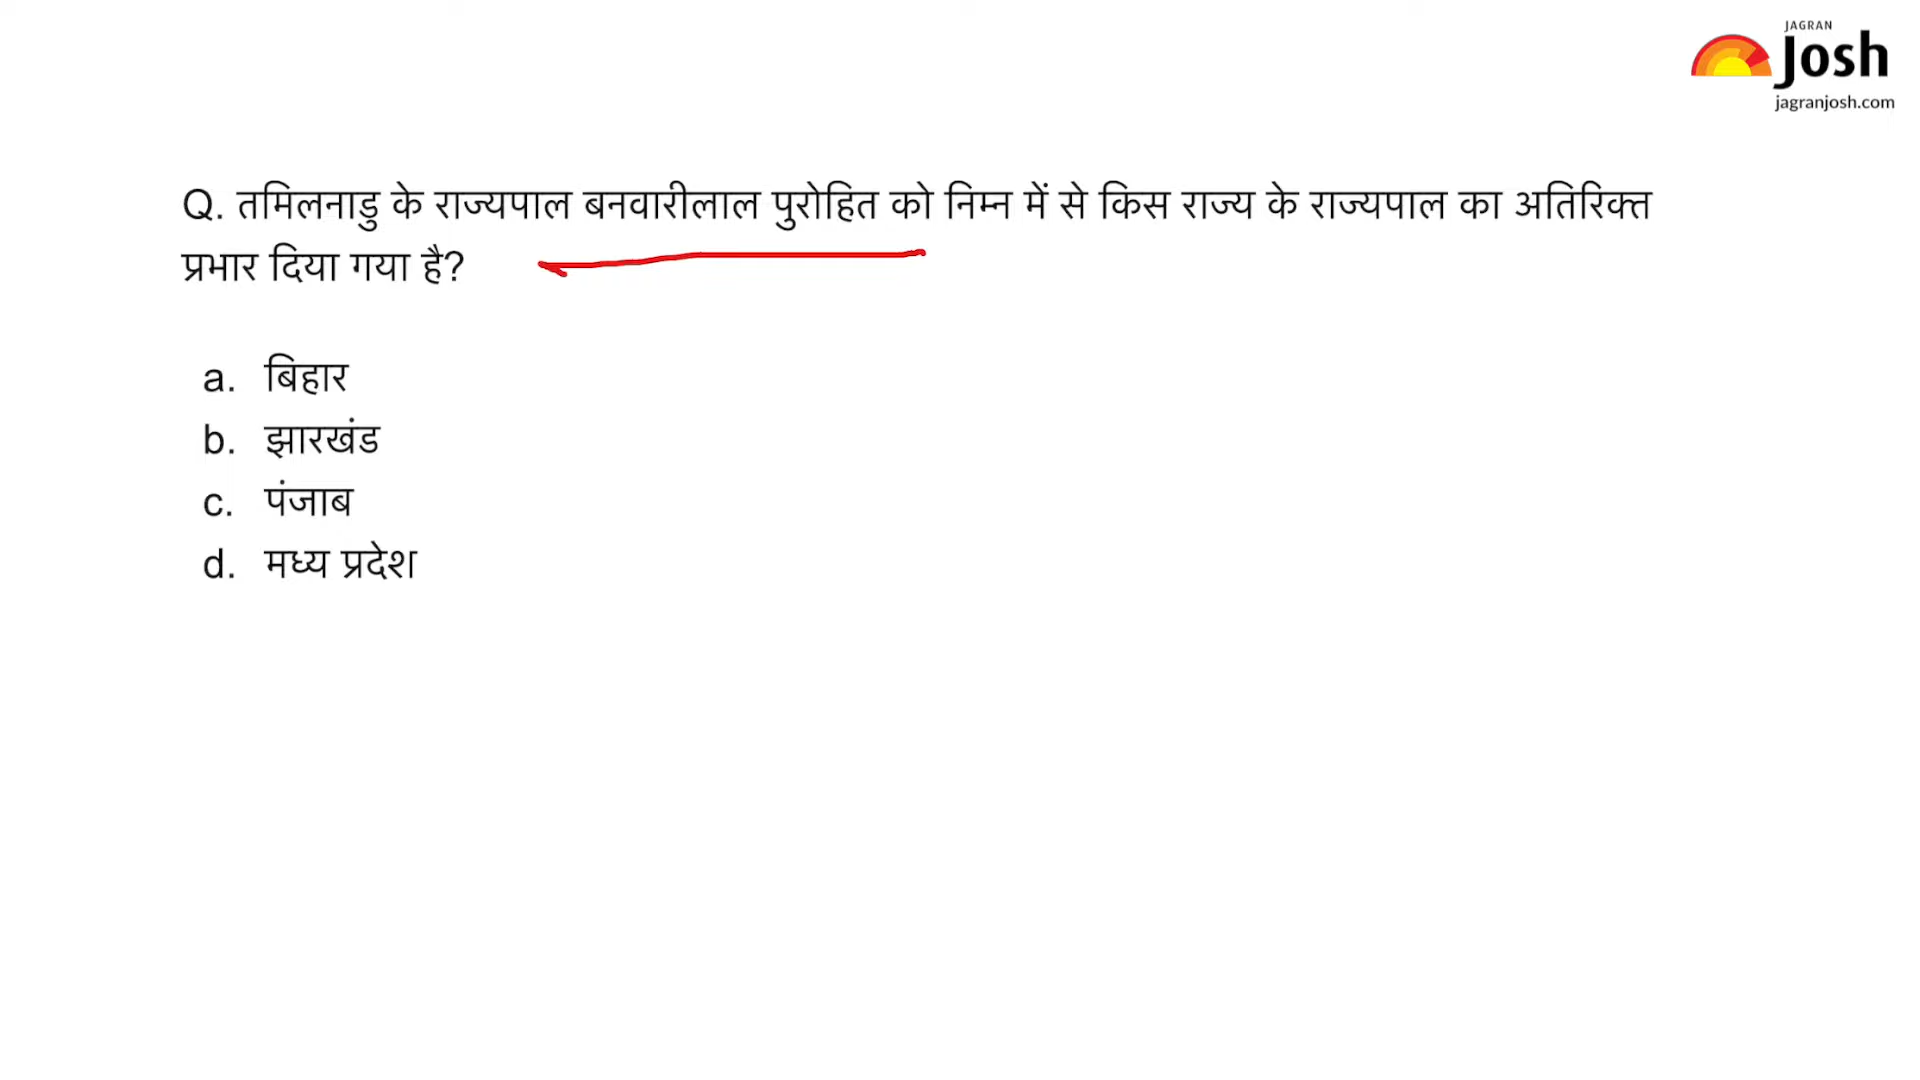 JAGRAN
Josh
jagranjosh.com
Q. तमिलनाडु के राज्यपाल बनवारीलाल पुरोहित को निम्न में से किस राज्य के राज्यपाल का अतिरिक्त
प्रभार दिया गया है?
a. बिहार
b. झारखंड
c. पंजाब
d. मध्य प्रदेश